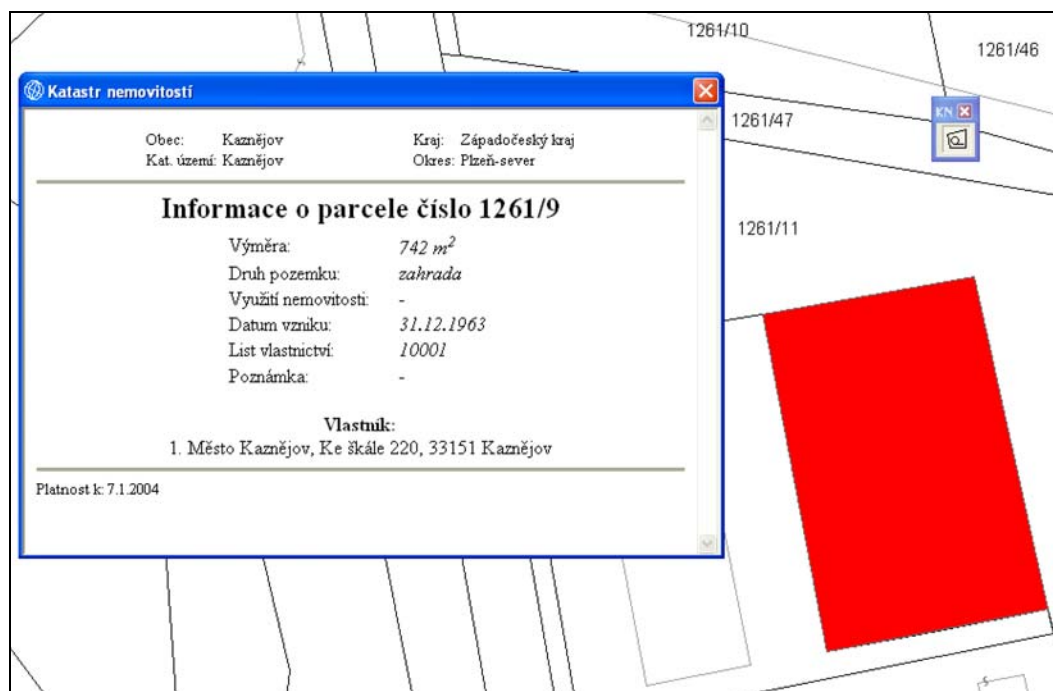 1261/10
1261/46
Katastr nemovitostí
KN
1261/47
Obec: Kaznějov Kraj: Západočeský kraj
Kat. území: Kaznějov Okres: Plzeň-sever
Informace o parcele číslo 1261/9
1261/11
Výměra: 742 m²
Druh pozemku: zahrada
Využití nemovitosti: -
Datum vzniku: 31.12.1963
List vlastnictví: 10001
Poznámka: -
Vlastník:
1. Město Kaznějov, Ke škále 220, 33151 Kaznějov
Platnost k: 7.1.2004